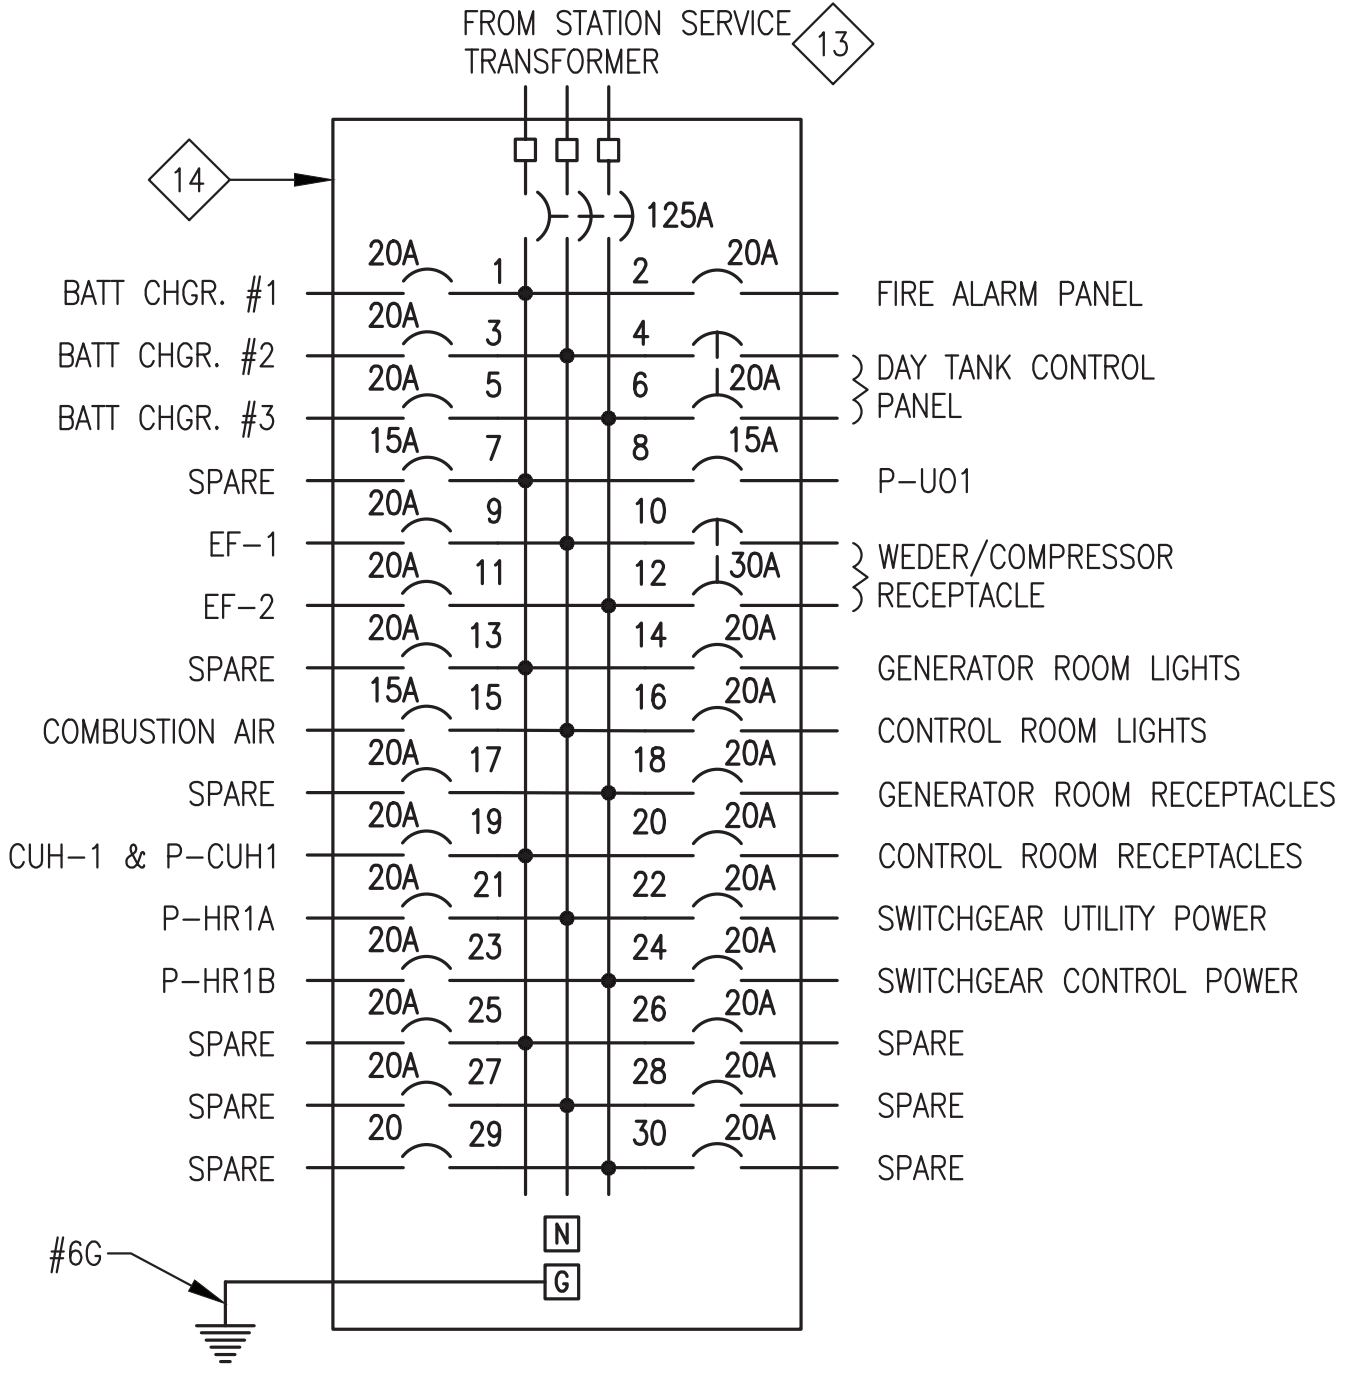 FROM STATION SERVICE
TRANSFORMER
13
14
125A
20A 1 2 20A
BATT CHGR. #1 FIRE ALARM PANEL
20A 3 4
BATT CHGR. #2
DAY TANK CONTROL
PANEL
20A 5 6 20A
BATT CHGR. #3
15A 7 8 15A
SPARE P-UO1
20A 9 10
EF-1
WEDER/COMPRESSOR
RECEPTACLE
20A 11 12 30A
EF-2
20A 13 14 20A
SPARE GENERATOR ROOM LIGHTS
15A 15 16 20A
COMBUSTION AIR CONTROL ROOM LIGHTS
20A 17 18 20A
SPARE GENERATOR ROOM RECEPTACLES
20A 19 20 20A
CUH-1 & P-CUH1 CONTROL ROOM RECEPTACLES
20A 21 22 20A
P-HR1A SWITCHGEAR UTILITY POWER
20A 23 24 20A
P-HR1B SWITCHGEAR CONTROL POWER
20A 25 26 20A
SPARE SPARE
20A 27 28 20A
SPARE SPARE
20 29 30 20A
SPARE SPARE
N
#6G
G